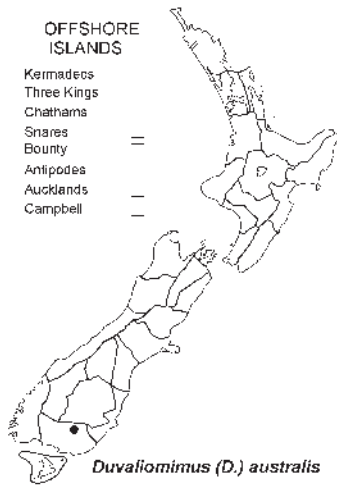 OFFSHORE
ISLANDS
Kermadecs
Three Kings
Chathams
Snares
Bounty
Antipodes
Aucklands
Campbell
Duvaliomimus (D.) australis